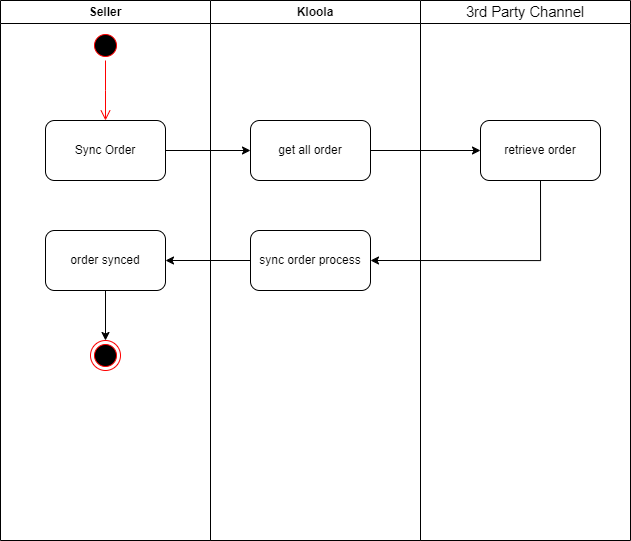 Seller
Kloola
3rd Party Channel
Sync Order
get all order
retrieve order
order synced
sync order process